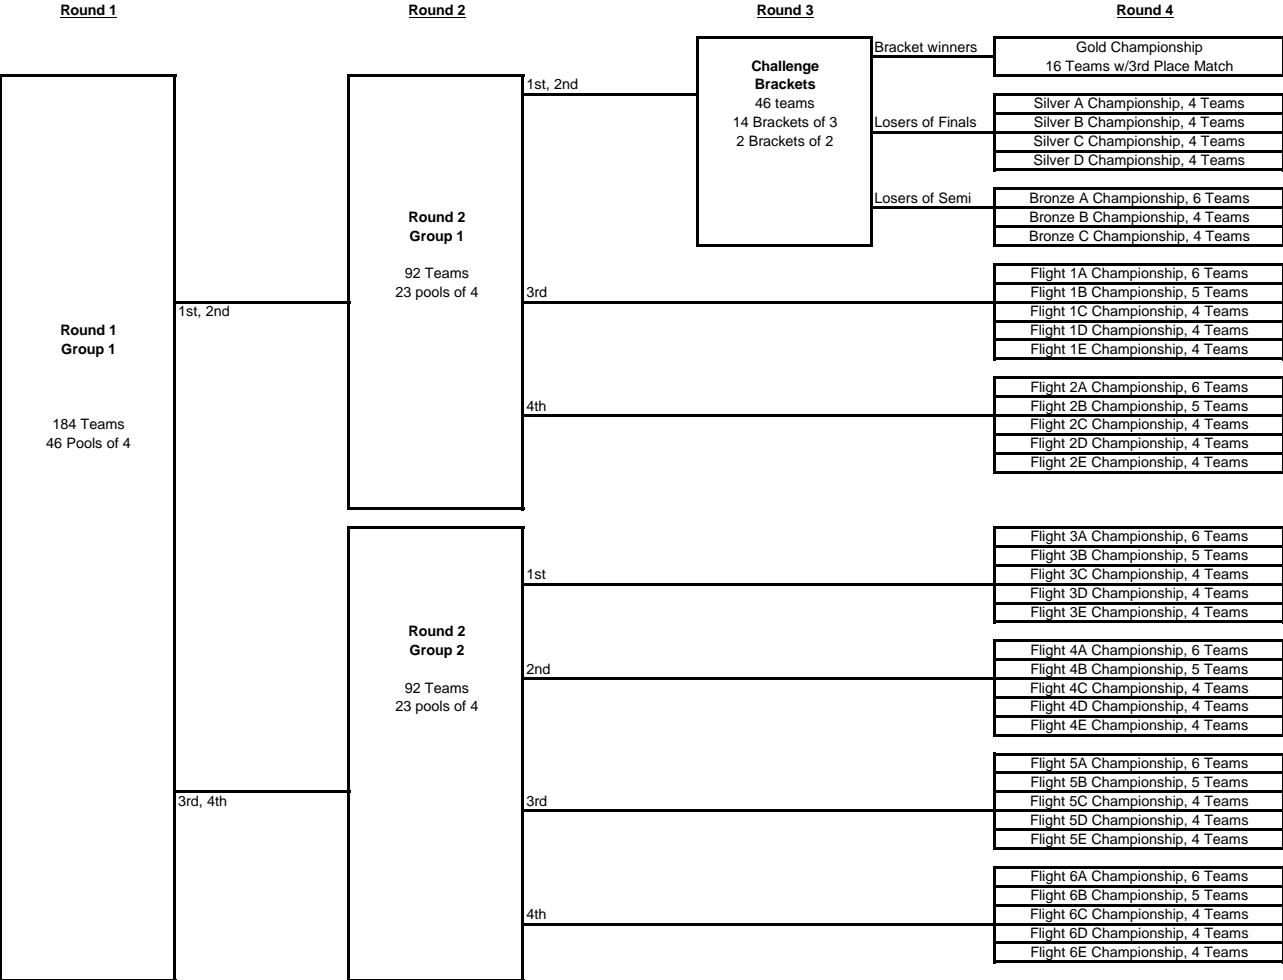 Round 1
Round 2
Round 3
Round 4
Round 1
Group 1
184 Teams
46 Pools of 4
1st, 2nd
3rd, 4th
Round 2
Group 1
92 Teams
23 pools of 4
1st, 2nd
3rd
4th
Round 2
Group 2
92 Teams
23 pools of 4
1st
2nd
3rd
4th
Challenge
Brackets
46 teams
14 Brackets of 3
2 Brackets of 2
Bracket winners
Losers of Finals
Losers of Semi
Gold Championship
16 Teams w/3rd Place Match
Silver A Championship, 4 Teams
Silver B Championship, 4 Teams
Silver C Championship, 4 Teams
Silver D Championship, 4 Teams
Bronze A Championship, 6 Teams
Bronze B Championship, 4 Teams
Bronze C Championship, 4 Teams
Flight 1A Championship, 6 Teams
Flight 1B Championship, 5 Teams
Flight 1C Championship, 4 Teams
Flight 1D Championship, 4 Teams
Flight 1E Championship, 4 Teams
Flight 2A Championship, 6 Teams
Flight 2B Championship, 5 Teams
Flight 2C Championship, 4 Teams
Flight 2D Championship, 4 Teams
Flight 2E Championship, 4 Teams
Flight 3A Championship, 6 Teams
Flight 3B Championship, 5 Teams
Flight 3C Championship, 4 Teams
Flight 3D Championship, 4 Teams
Flight 3E Championship, 4 Teams
Flight 4A Championship, 6 Teams
Flight 4B Championship, 5 Teams
Flight 4C Championship, 4 Teams
Flight 4D Championship, 4 Teams
Flight 4E Championship, 4 Teams
Flight 5A Championship, 6 Teams
Flight 5B Championship, 5 Teams
Flight 5C Championship, 4 Teams
Flight 5D Championship, 4 Teams
Flight 5E Championship, 4 Teams
Flight 6A Championship, 6 Teams
Flight 6B Championship, 5 Teams
Flight 6C Championship, 4 Teams
Flight 6D Championship, 4 Teams
Flight 6E Championship, 4 Teams